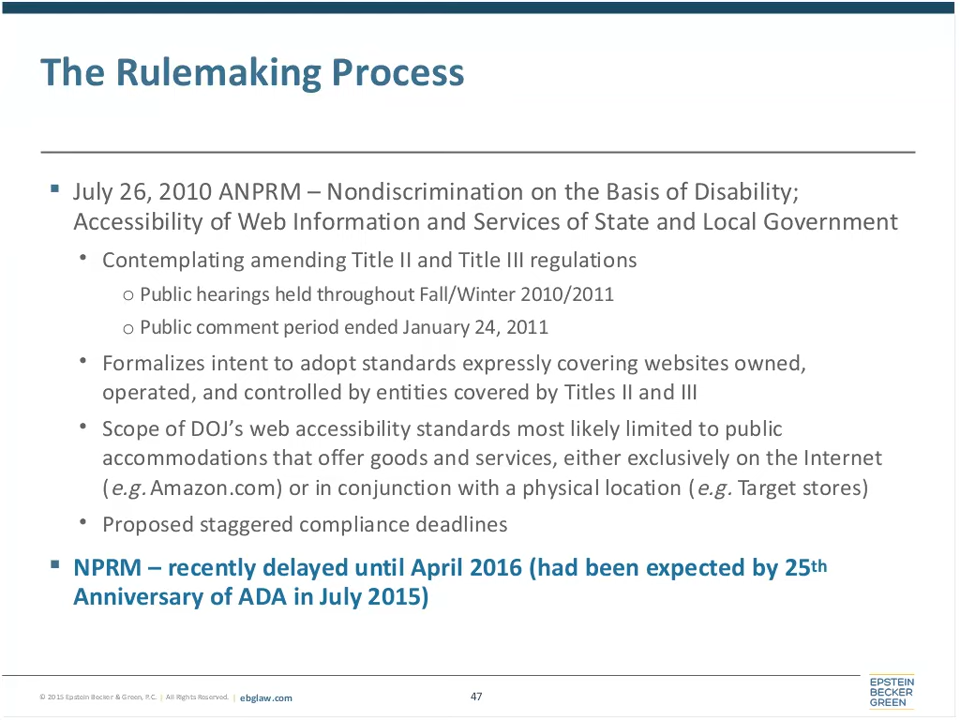 The Rulemaking Process
▪ July 26, 2010 ANPRM – Nondiscrimination on the Basis of Disability;
Accessibility of Web Information and Services of State and Local Government
• Contemplating amending Title II and Title III regulations
○ Public hearings held throughout Fall/Winter 2010/2011
○ Public comment period ended January 24, 2011
• Formalizes intent to adopt standards expressly covering websites owned,
operated, and controlled by entities covered by Titles II and III
• Scope of DOJ’s web accessibility standards most likely limited to public
accommodations that offer goods and services, either exclusively on the Internet
(e.g. Amazon.com) or in conjunction with a physical location (e.g. Target stores)
• Proposed staggered compliance deadlines
▪ NPRM – recently delayed until April 2016 (had been expected by 25th
Anniversary of ADA in July 2015)
© 2015 Epstein Becker & Green, P.C. | All Rights Reserved. | ebglaw.com
47
EPSTEIN
BECKER
GREEN